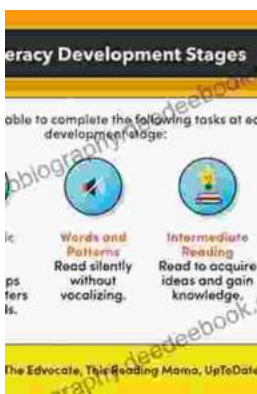 eracy Development Stages
able to complete the following tasks at ea
development stage:
ic
Words and
Patterns
Intermediate
Reading
Read silently
without
vocalizing.
Read to acquire
ideas and gain
knowledge.
ps
ters
ls.
The Edvocate, This Reading Mama, UpToDate